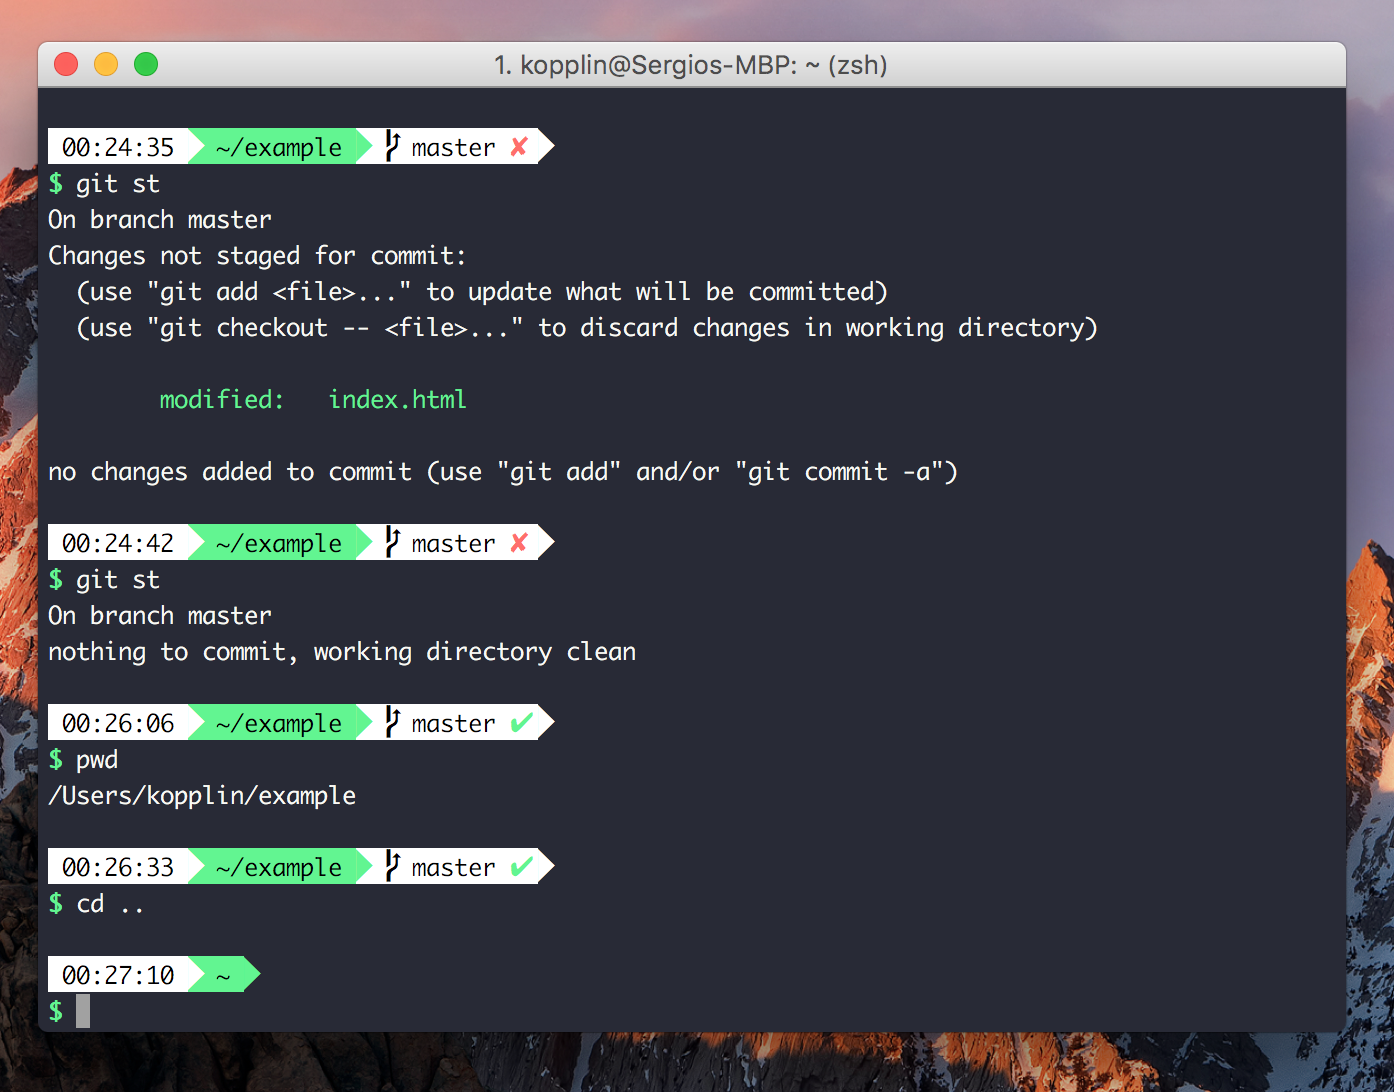 1. kopplin@Sergios-MBP: ~ (zsh)
00:24:35 ~/example master ✘
$ git st
On branch master
Changes not staged for commit:
  (use "git add <file>..." to update what will be committed)
  (use "git checkout -- <file>..." to discard changes in working directory)
        modified:   index.html
no changes added to commit (use "git add" and/or "git commit -a")
00:24:42 ~/example master ✘
$ git st
On branch master
nothing to commit, working directory clean
00:26:06 ~/example master ✔
$ pwd
/Users/kopplin/example
00:26:33 ~/example master ✔
$ cd ..
00:27:10 ~
$